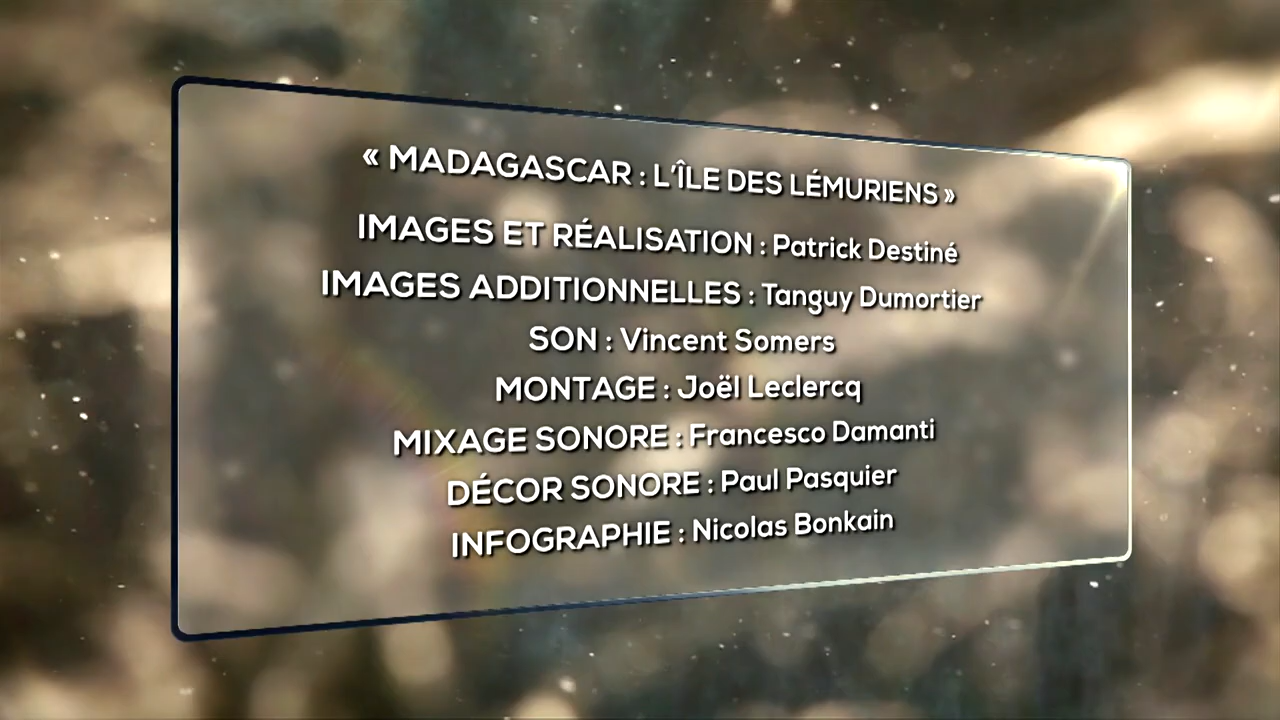 « MADAGASCAR : L'ÎLE DES LÉMURIENS »
IMAGES ET RÉALISATION : Patrick Destiné
IMAGES ADDITIONNELLES : Tanguy Dumortier
SON : Vincent Somers
MONTAGE : Joël Leclercq
MIXAGE SONORE : Francesco Damanti
DÉCOR SONORE : Paul Pasquier
INFOGRAPHIE : Nicolas Bonkain